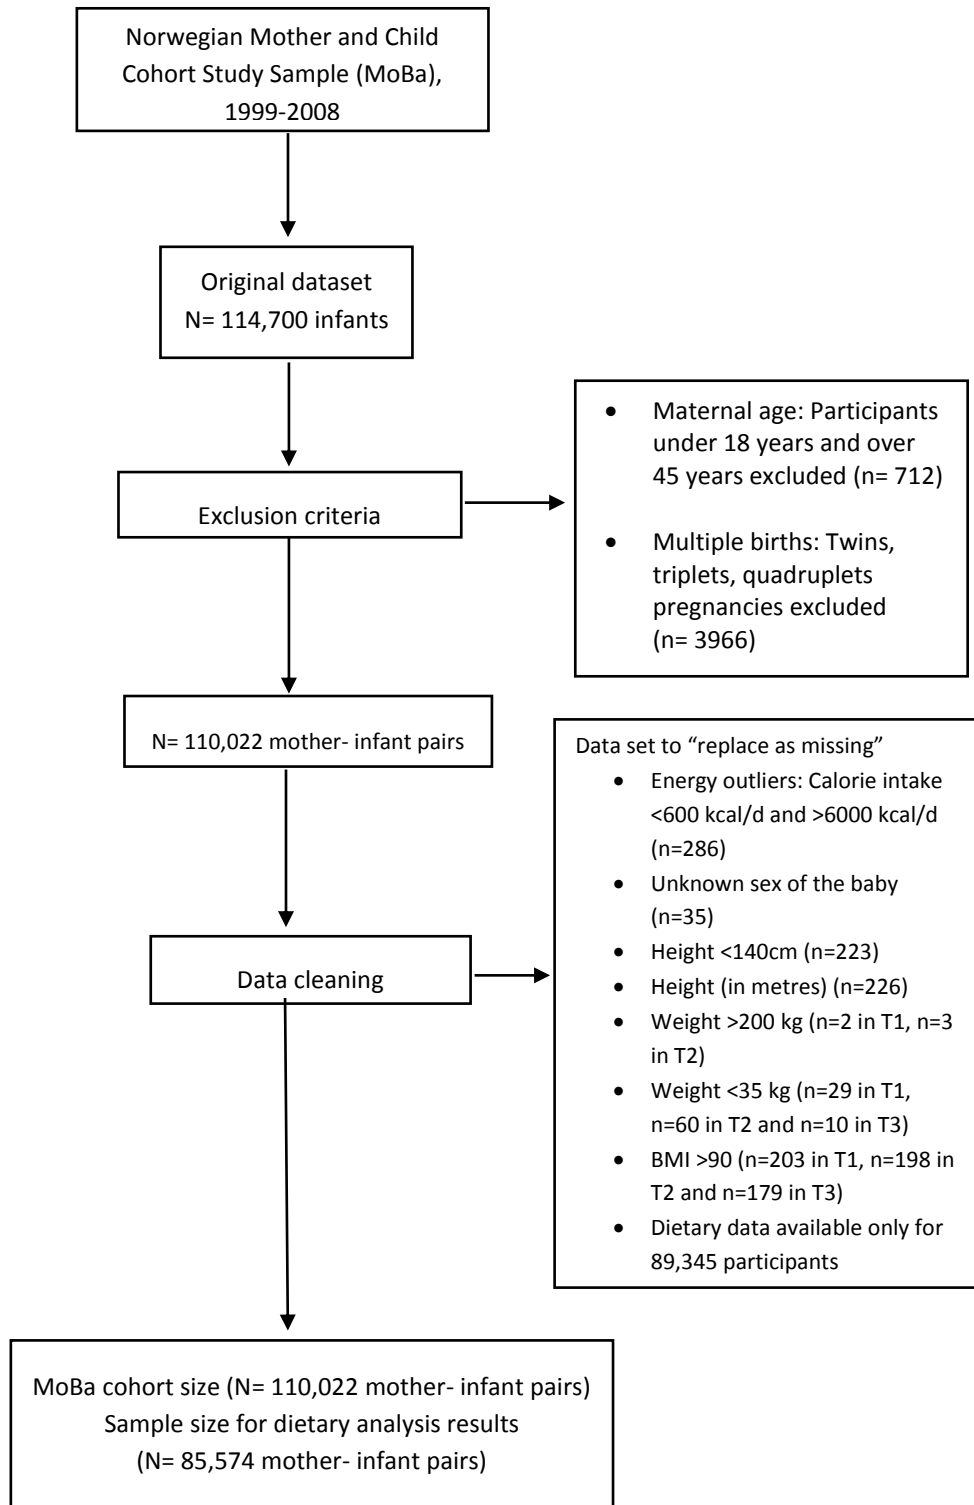 Norwegian Mother and Child
Cohort Study Sample (MoBa),
1999-2008
Original dataset
N= 114,700 infants
Exclusion criteria
• Maternal age: Participants
under 18 years and over
45 years excluded (n= 712)
• Multiple births: Twins,
triplets, quadruplets
pregnancies excluded
(n= 3966)
N= 110,022 mother- infant pairs
Data set to “replace as missing”
• Energy outliers: Calorie intake
<600 kcal/d and >6000 kcal/d
(n=286)
• Unknown sex of the baby
(n=35)
• Height <140cm (n=223)
• Height (in metres) (n=226)
• Weight >200 kg (n=2 in T1, n=3
in T2)
• Weight <35 kg (n=29 in T1,
n=60 in T2 and n=10 in T3)
• BMI >90 (n=203 in T1, n=198 in
T2 and n=179 in T3)
• Dietary data available only for
89,345 participants
Data cleaning
MoBa cohort size (N= 110,022 mother- infant pairs)
Sample size for dietary analysis results
(N= 85,574 mother- infant pairs)